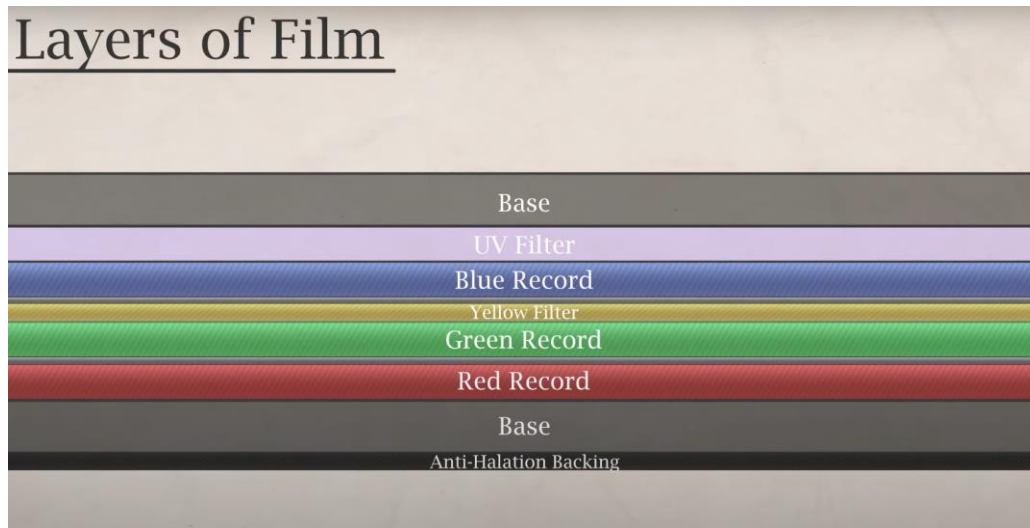 Layers of Film
Base
UV Filter
Blue Record
Yellow Filter
Green Record
Red Record
Base
Anti-Halation Backing